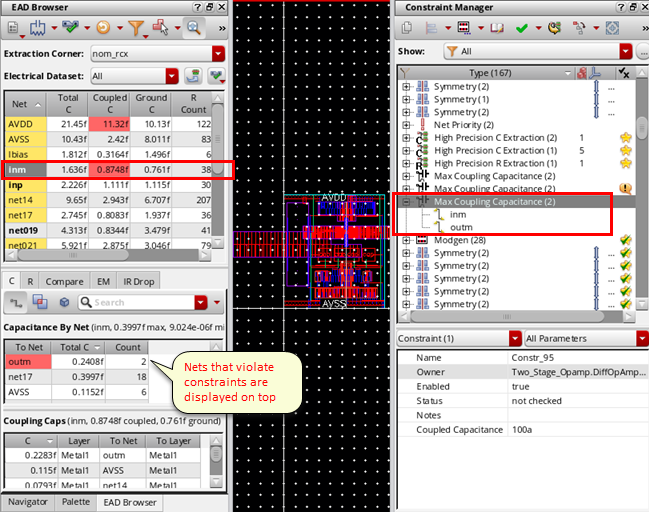 EAD Browser
Extraction Corner: nom_rcx
Electrical Dataset: All
Net Total C Coupled C Ground C R Count
AVDD 21.45f 11.32f 10.13f 122
AVSS 10.43f 2.42f 8.011f 83
Ibias 1.812f 0.3164f 1.496f 6
inm 1.636f 0.8748f 0.761f 38
inp 2.226f 1.111f 1.115f 30
net14 9.65f 2.943f 6.707f 207
net17 2.745f 0.8083f 1.937f 36
net019 4.313f 0.8344f 3.479f 41
net021 5.921f 2.875f 3.046f 79
C R Compare EM IR Drop
Search
Capacitance By Net (inm, 0.3997f max, 9.024e-06f mi
To Net Total C Count
outm 0.2408f 2
net17 0.3997f 18
AVSS 0.1152f 6
Nets that violate
constraints are
displayed on top
Coupling Caps (inm, 0.8748f coupled, 0.761f ground)
C Layer To Net To Layer
0.2283f Metal1 outm Metal1
0.115f Metal1 AVSS Metal1
0.0793f Metal1 net14 Metal1
Navigator Palette EAD Browser
AVDD
AVSS
Constraint Manager
Show: All
Type (167)
Symmetry (2) ...
Symmetry (1) ...
Symmetry (2) ...
Net Priority (2)
High Precision C Extraction (2) 1
High Precision C Extraction (2) 5
High Precision R Extraction (2) 1
Max Coupling Capacitance (2)
Max Coupling Capacitance (2)
Max Coupling Capacitance (2)
inm
outm
Modgen (28) ...
Symmetry (2) ...
Symmetry (2) ...
Symmetry (2) ...
Symmetry (2) ...
Symmetry (2) ...
Constraint (1) All Parameters
Name Constr_95
Owner Two_Stage_Opamp.DiffOpAmp...
Enabled true
Status not checked
Notes
Coupled Capacitance 100a